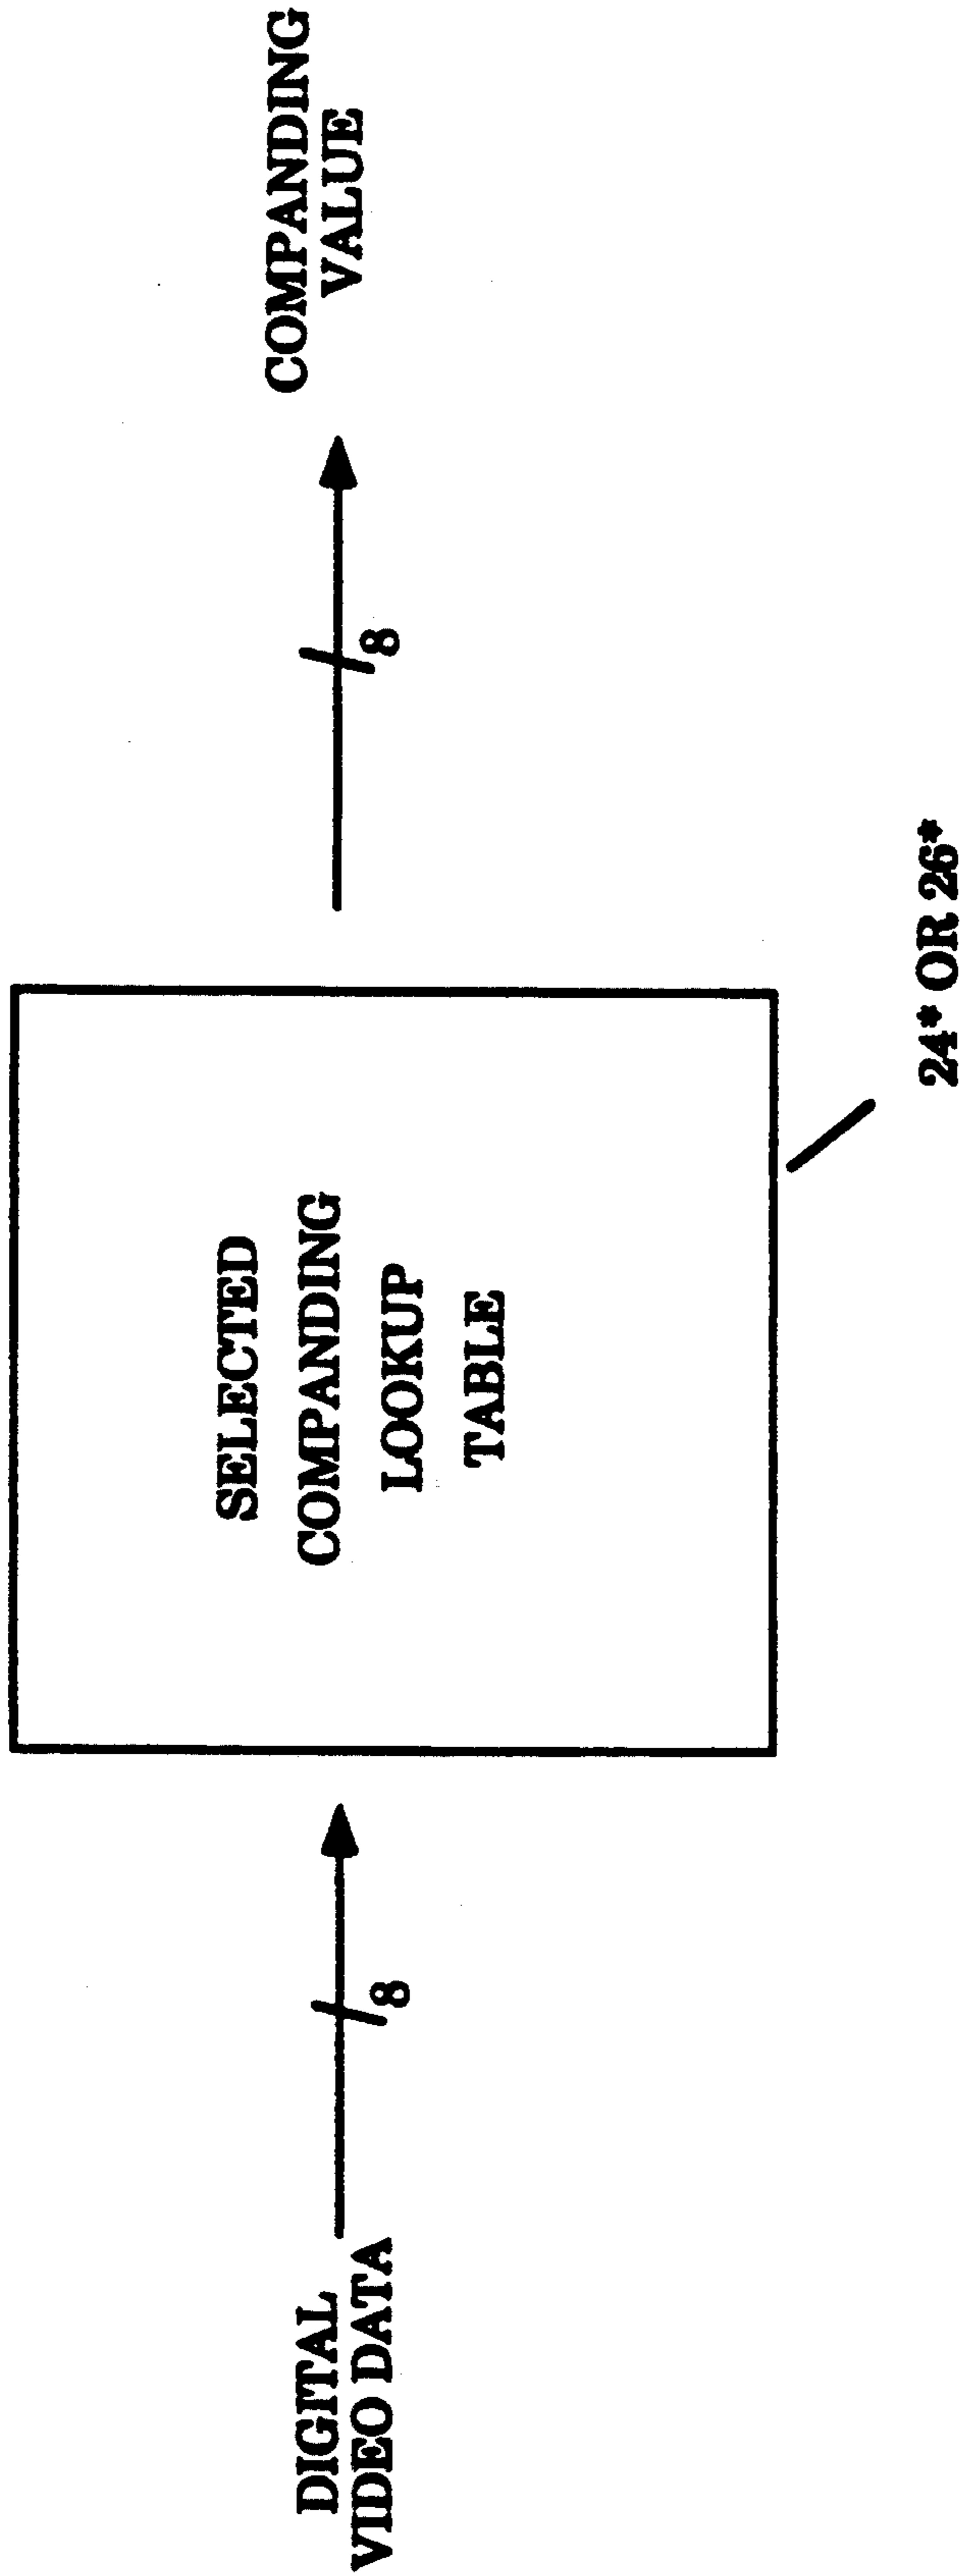 DIGITAL
VIDEO DATA
8
SELECTED
COMPANDING
LOOKUP
TABLE
24* OR 26*
8
COMPANDING
VALUE